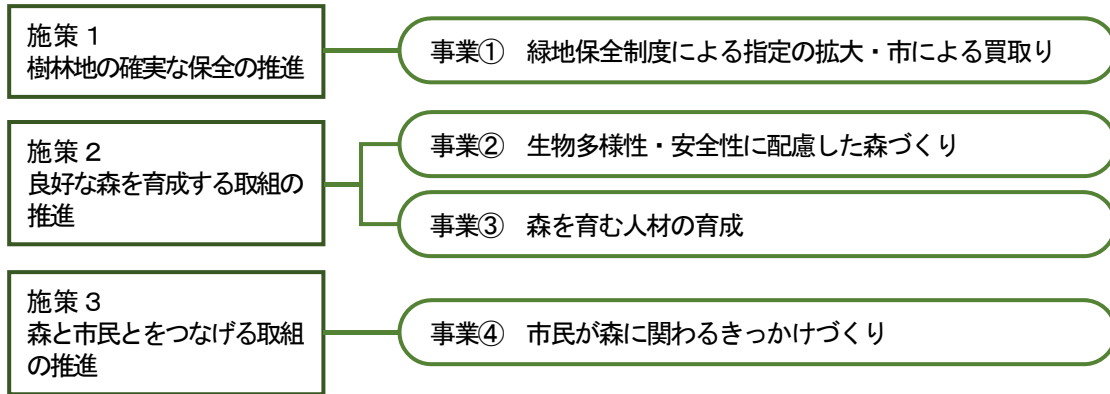 施策1
樹林地の確実な保全の推進
事業① 緑地保全制度による指定の拡大・市による買取り
施策2
良好な森を育成する取組の
推進
事業② 生物多様性・安全性に配慮した森づくり
事業③ 森を育む人材の育成
施策3
森と市民とをつなげる取組
の推進
事業④ 市民が森に関わるきっかけづくり